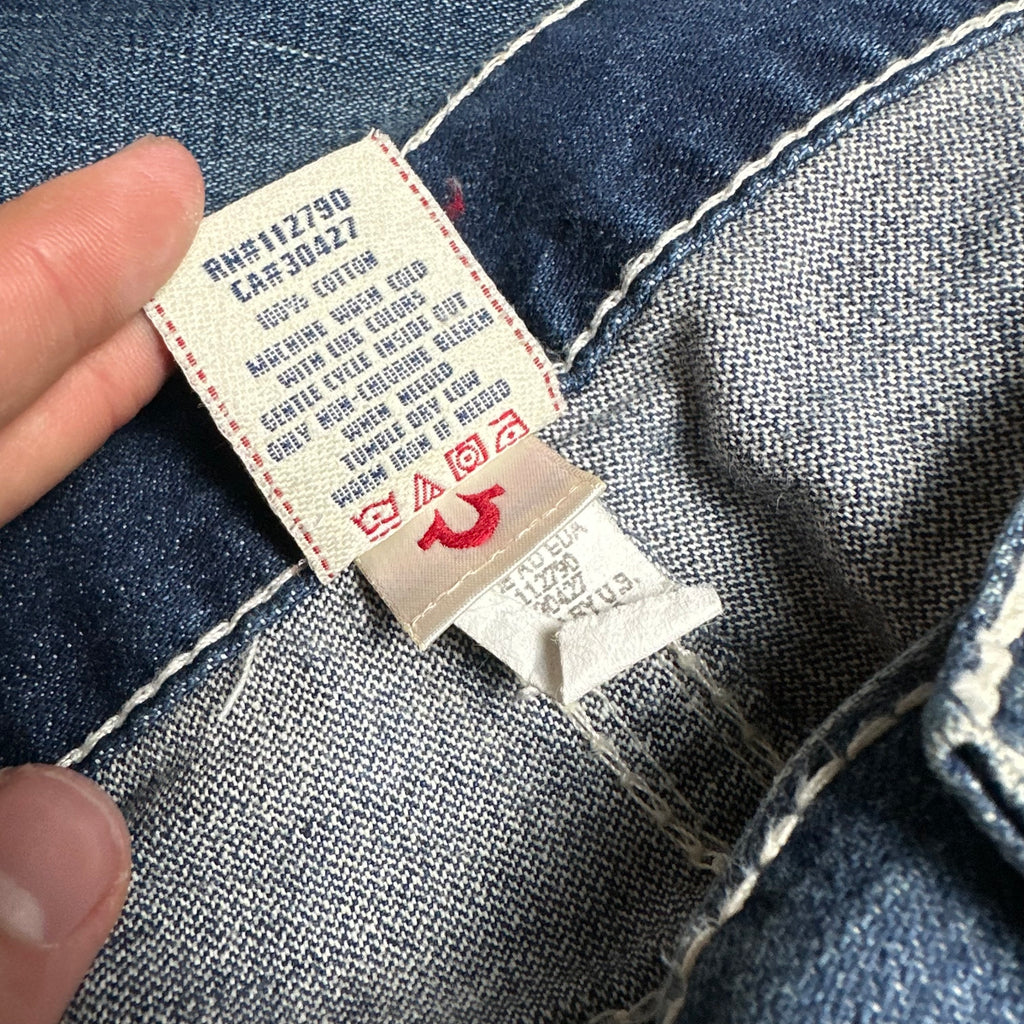 RN#112790
CA#30427
100% COTTON
MACHINE WASH COLD
WITH LIKE COLORS
GENTLE CYCLE INSIDE OUT
ONLY NON-CHLORINE BLEACH
WHEN NEEDED
TUMBLE DRY LOW
WARM IRON IF NEEDED
112790
30427
U.S.